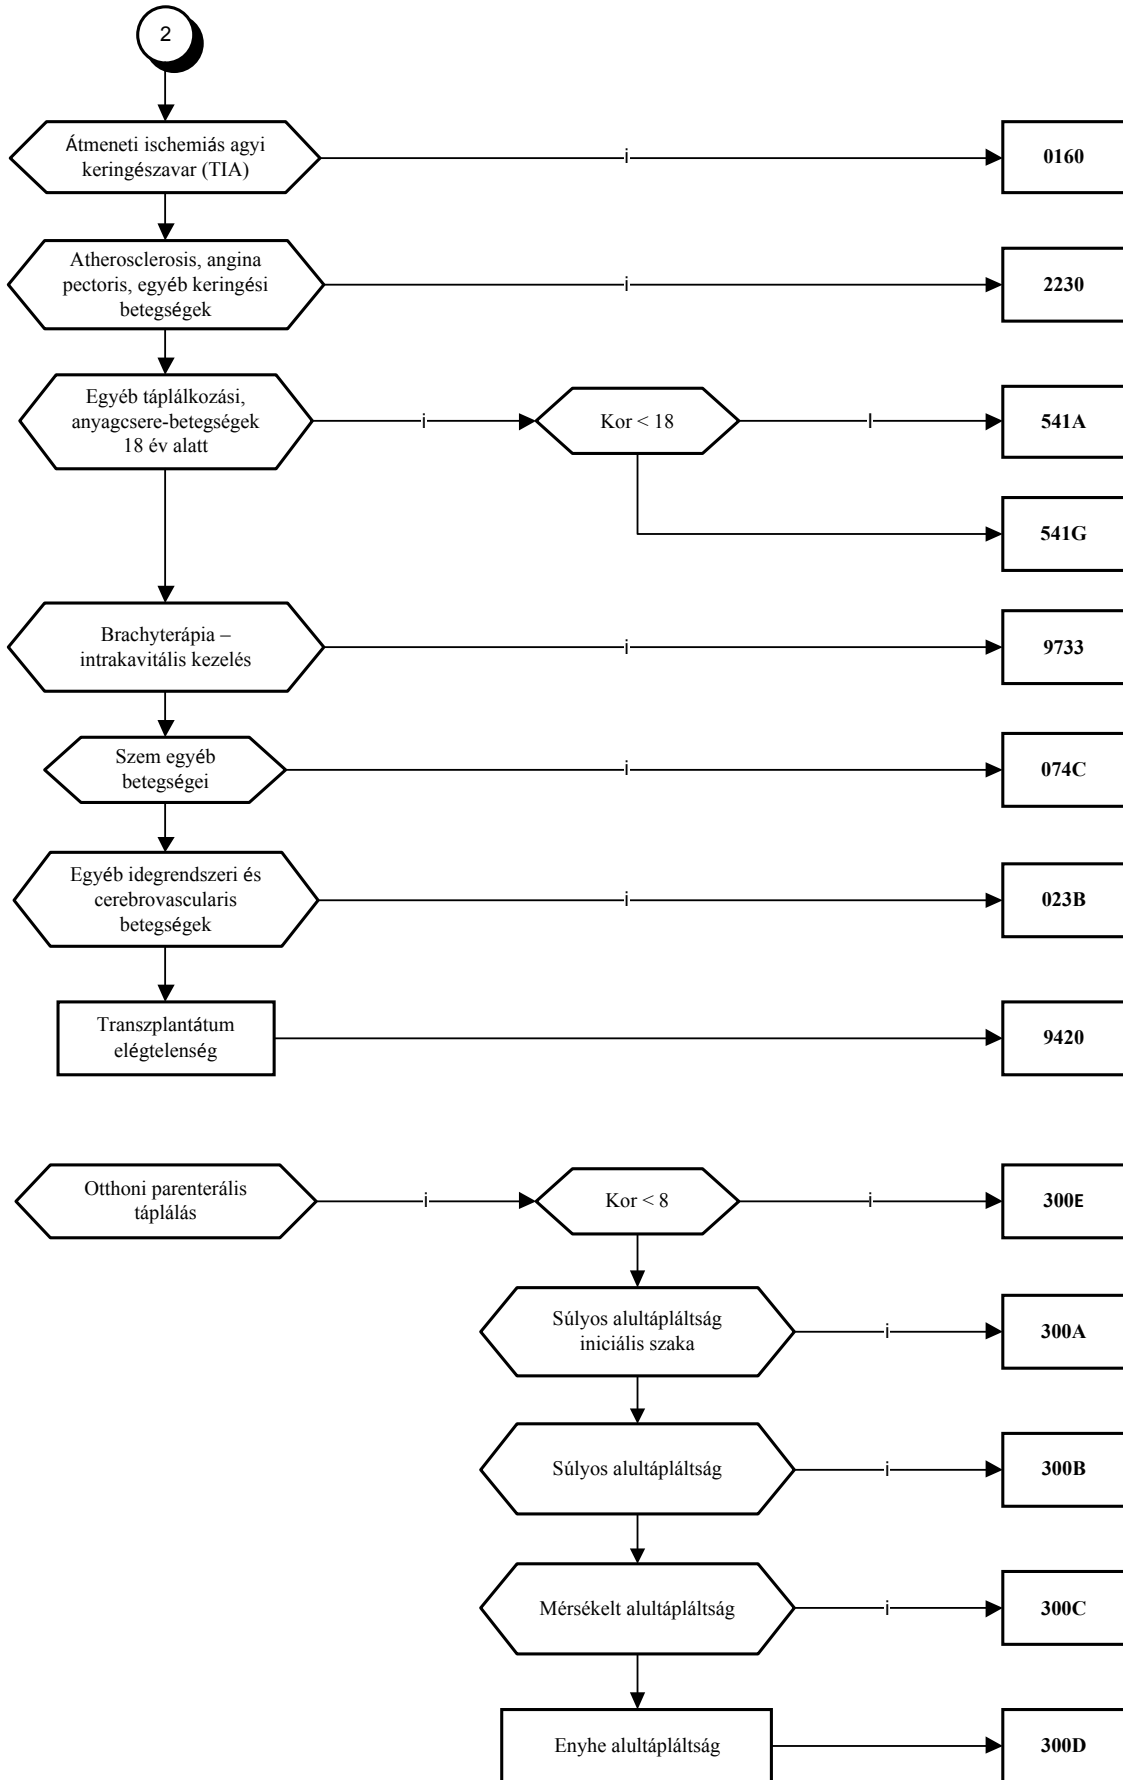 2
Átmeneti ischemiás agyi
keringészavar (TIA)
i
0160
Atherosclerosis, angina
pectoris, egyéb keringési
betegségek
i
2230
Egyéb táplálkozási,
anyagcsere-betegségek
18 év alatt
i
Kor < 18
I
541A
541G
Brachyterápia –
intrakavitális kezelés
i
9733
Szem egyéb
betegségei
i
074C
Egyéb idegrendszeri és
cerebrovascularis
betegségek
i
023B
Transzplantátum
elégtelenség
9420
Otthoni parenterális
táplálás
i
Kor < 8
i
300E
Súlyos alultápláltság
iniciális szaka
i
300A
Súlyos alultápláltság
i
300B
Mérsékelt alultápláltság
i
300C
Enyhe alultápláltság
300D